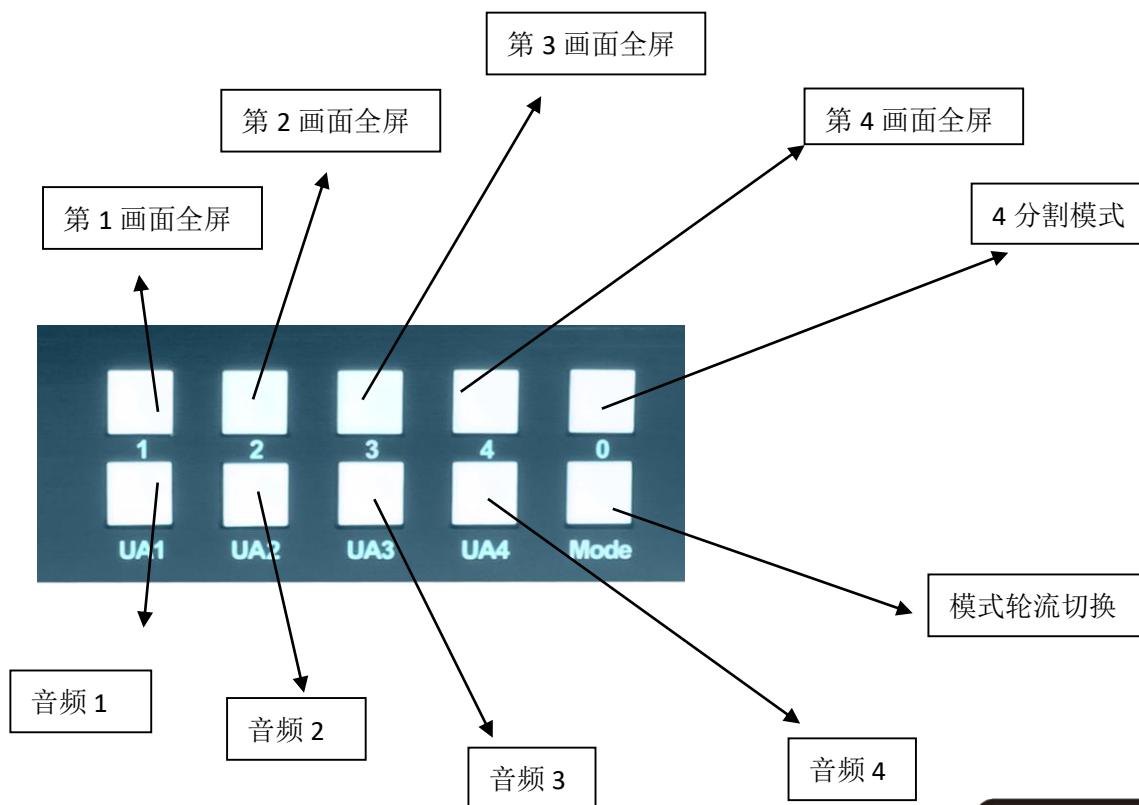 第 3 画面全屏
第 2 画面全屏
第 4 画面全屏
第 1 画面全屏
4 分割模式
1 2 3 4 0
UA1 UA2 UA3 UA4 Mode
模式轮流切换
音频 1
音频 2
音频 3
音频 4